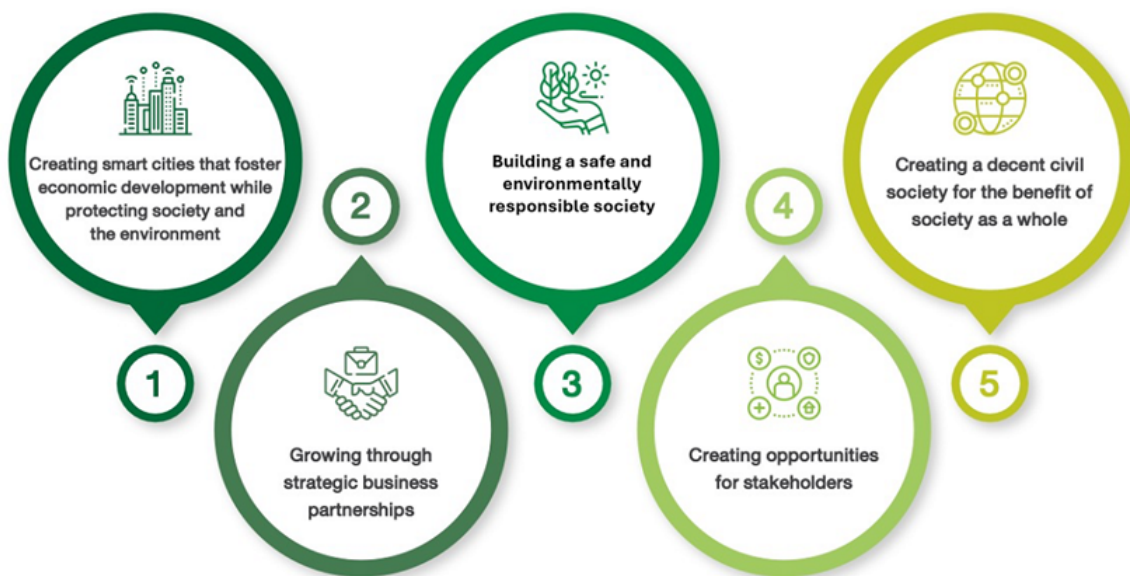 Creating smart cities that foster
economic development while
protecting society and
the environment
1
2
Growing through
strategic business
partnerships
Building a safe and
environmentally
responsible society
3
4
$
Creating opportunities
for stakeholders
Creating a decent civil
society for the benefit of
society as a whole
5